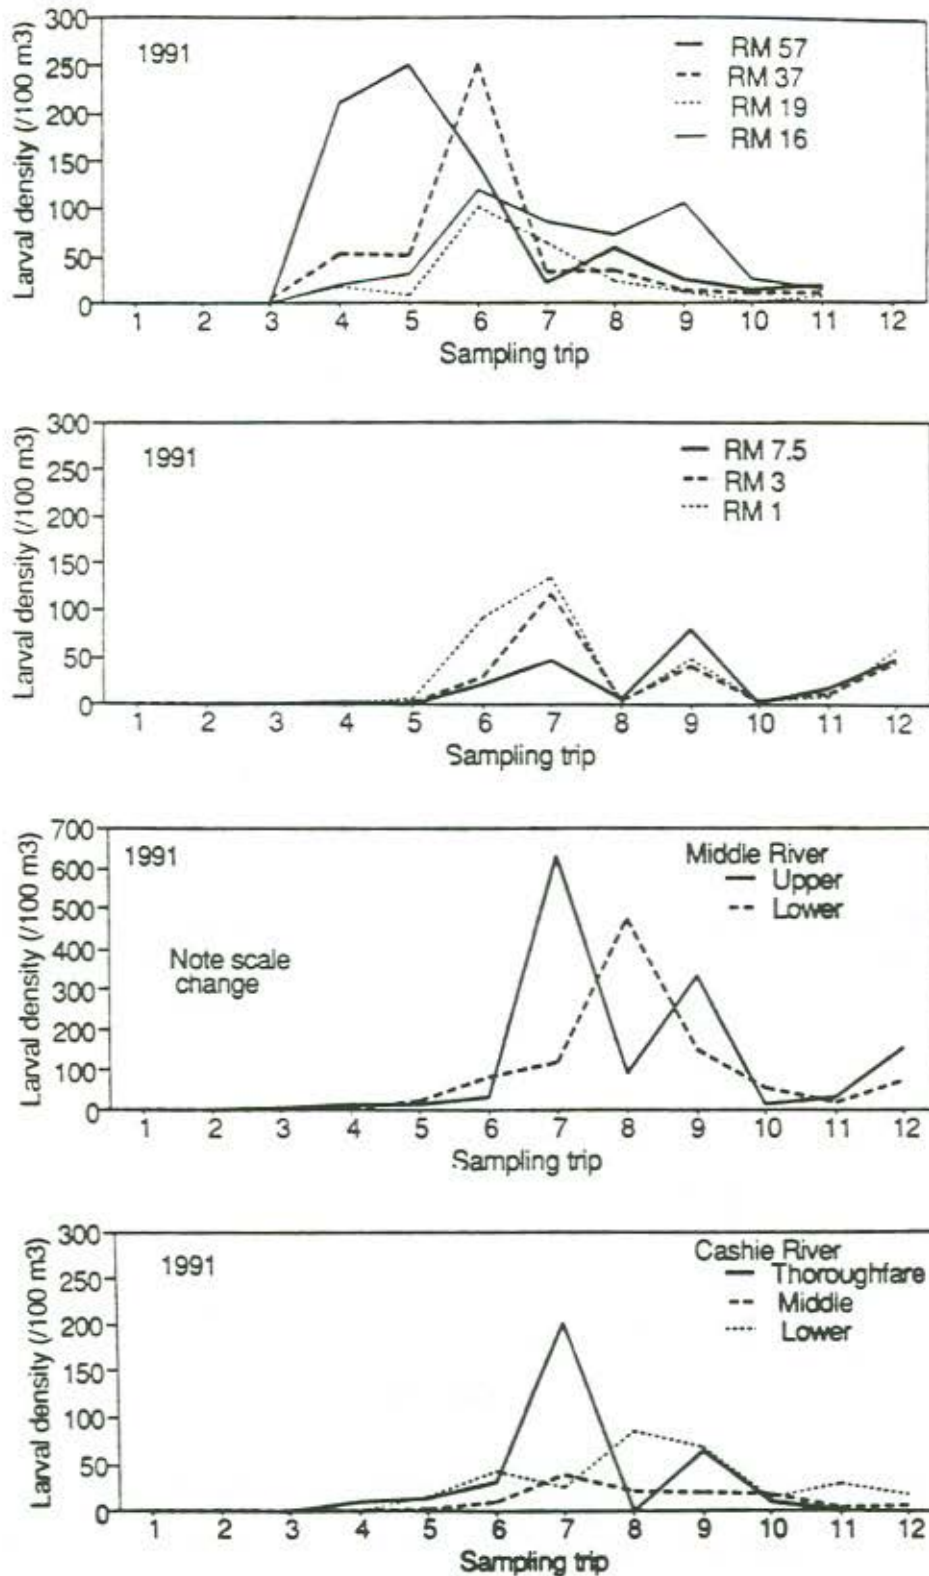 300
250
200
150
100
50
0
Larval density (/100 m3)
1991
RM 57
RM 37
RM 19
RM 16
1 2 3 4 5 6 7 8 9 10 11 12
Sampling trip
300
250
200
150
100
50
0
Larval density (/100 m3)
1991
RM 7.5
RM 3
RM 1
1 2 3 4 5 6 7 8 9 10 11 12
Sampling trip
700
600
500
400
300
200
100
0
Larval density (/100 m3)
1991
Note scale
change
Middle River
Upper
Lower
1 2 3 4 5 6 7 8 9 10 11 12
Sampling trip
300
250
200
150
100
50
0
Larval density (/100 m3)
1991
Cashie River
Thoroughfare
Middle
Lower
1 2 3 4 5 6 7 8 9 10 11 12
Sampling trip